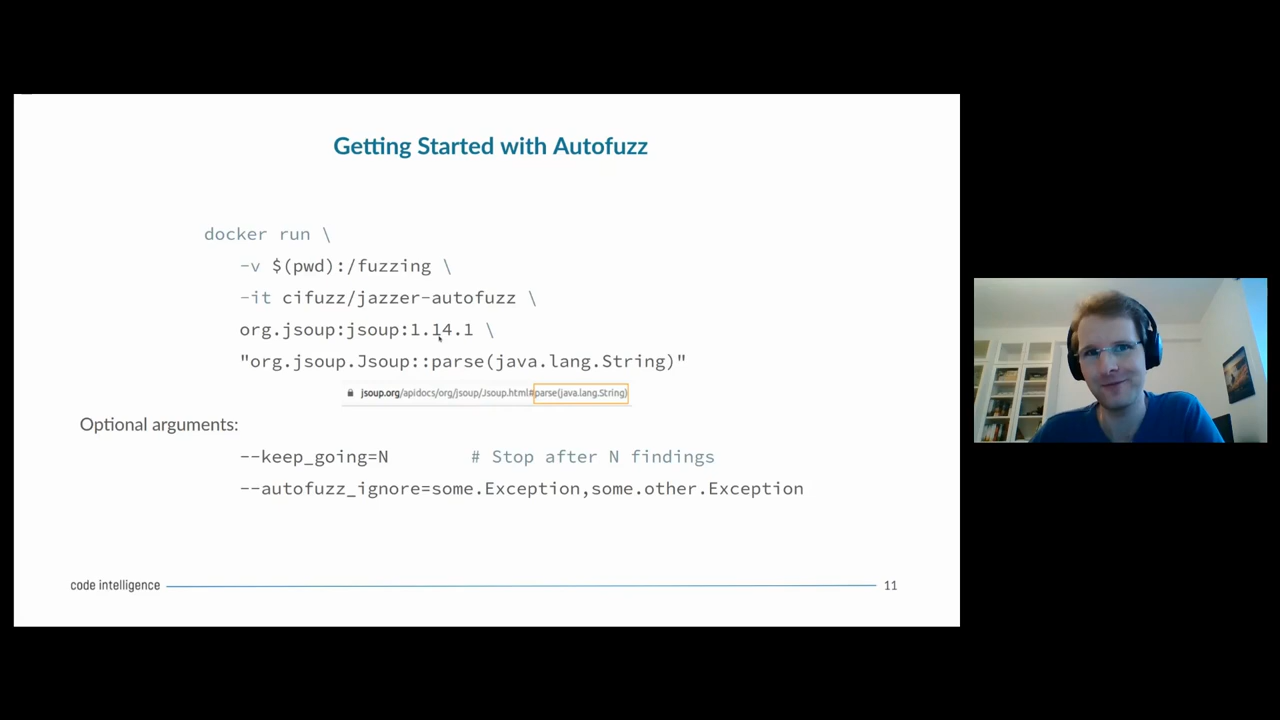 Getting Started with Autofuzz
docker run \
-v $(pwd):/fuzzing \
-it cifuzz/jazzer-autofuzz \
org.jsoup:jsoup:1.14.1 \
"org.jsoup.Jsoup::parse(java.lang.String)"
jsoup.org/apidocs/org/jsoup/Jsoup.html#parse(java.lang.String)
Optional arguments:
--keep_going=N # Stop after N findings
--autofuzz_ignore=some.Exception,some.other.Exception
code intelligence 11